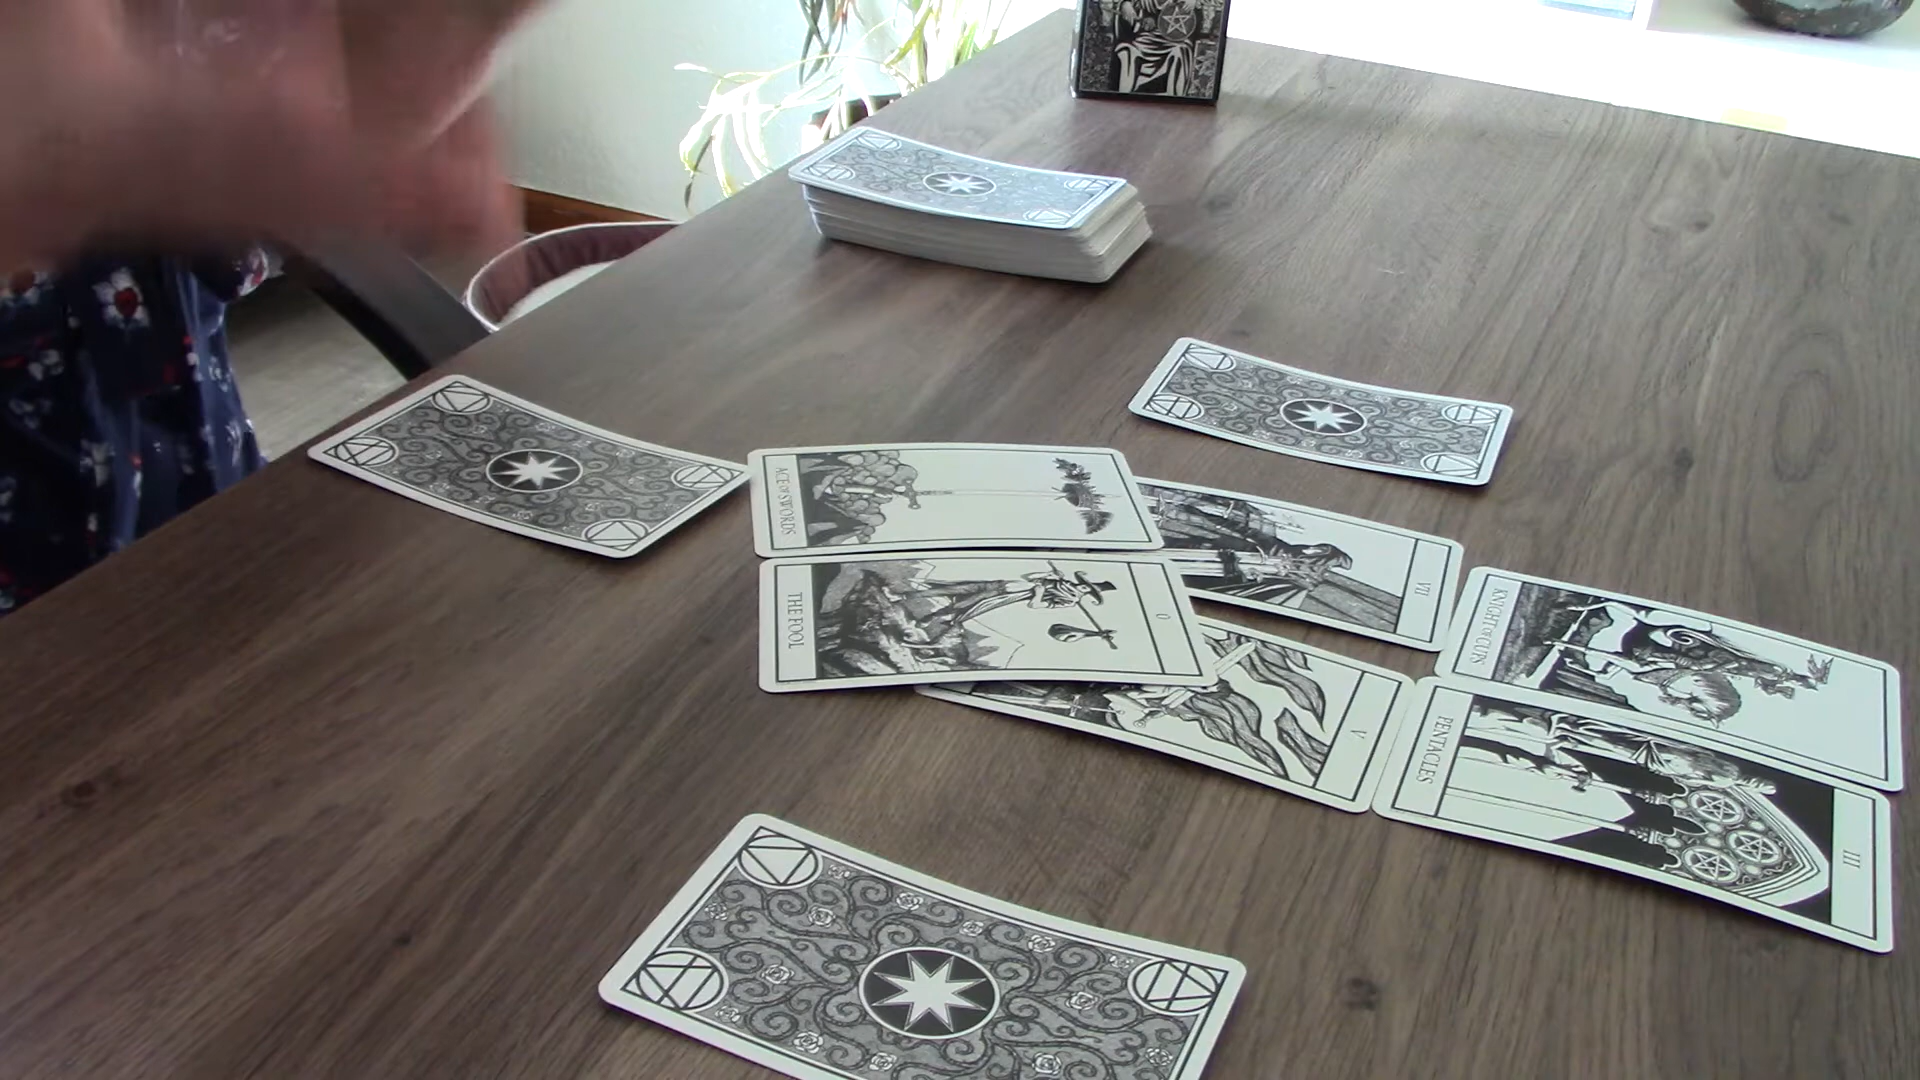 ACE OF SWORDS
THE FOOL
0
VII
V
KNIGHT OF CUPS
PENTACLES
III